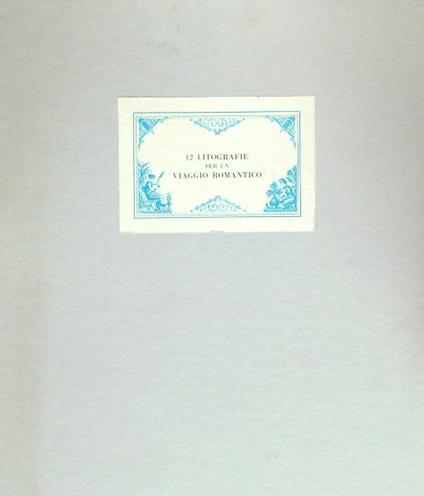 12 LITOGRAFIE
PER UN
VIAGGIO ROMANTICO